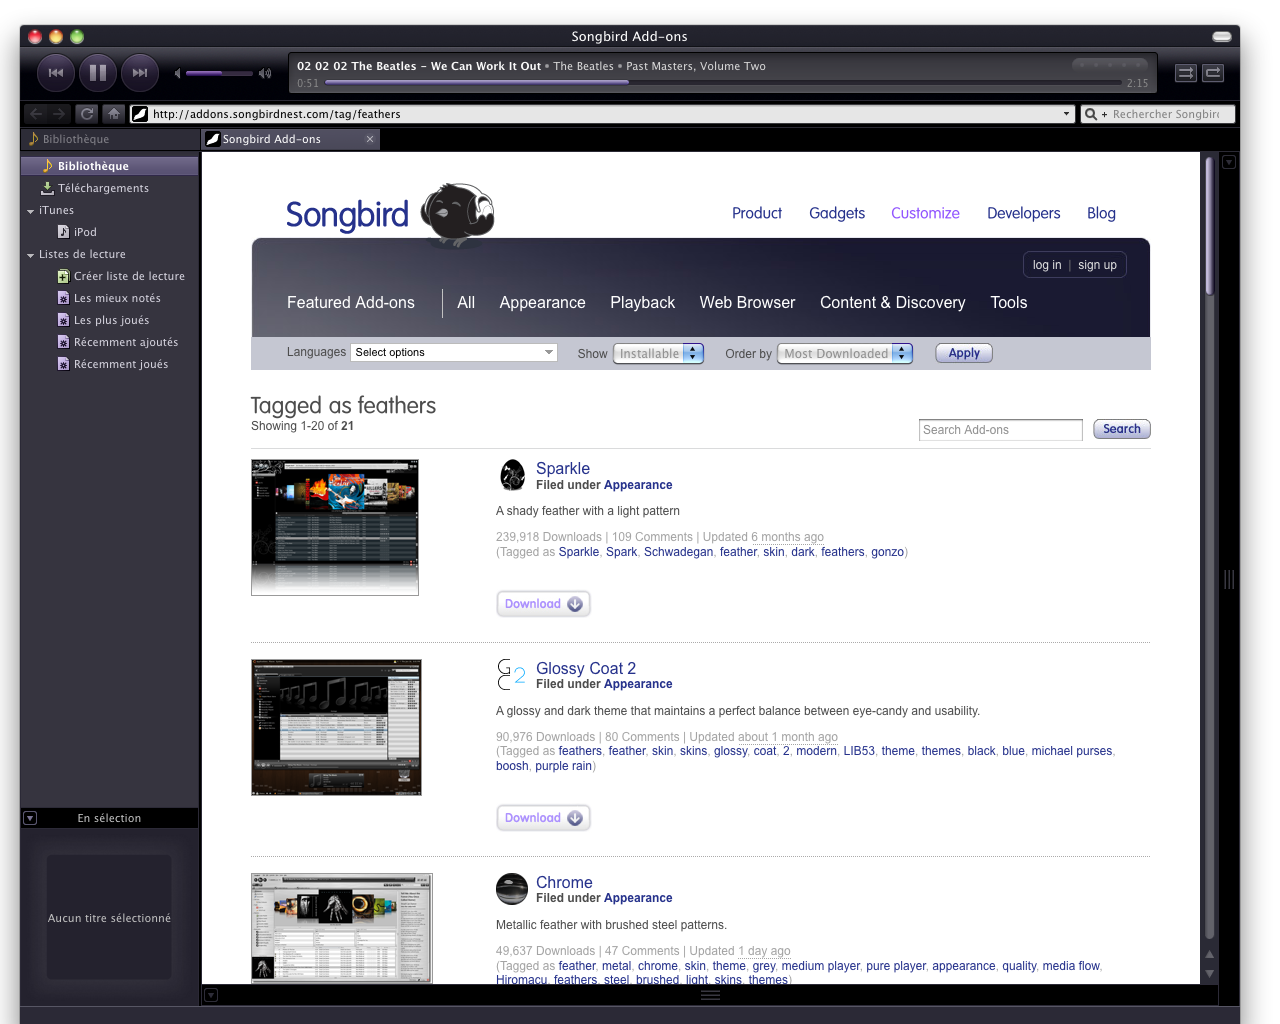 Songbird Add-ons
02 02 02 The Beatles – We Can Work It Out • The Beatles • Past Masters, Volume Two
0:51 2:15
http://addons.songbirdnest.com/tag/feathers
Rechercher Songbird
Bibliothèque
Songbird Add-ons
Bibliothèque
Téléchargements
iTunes
iPod
Listes de lecture
Créer liste de lecture
Les mieux notés
Les plus joués
Récemment ajoutés
Récemment joués
En sélection
Aucun titre sélectionné
Songbird
Product Gadgets Customize Developers Blog
log in | sign up
Featured Add-ons All Appearance Playback Web Browser Content & Discovery Tools
Languages Select options Show Installable Order by Most Downloaded Apply
Tagged as feathers
Showing 1-20 of 21
Search Add-ons Search
Sparkle
Filed under Appearance
A shady feather with a light pattern
239,918 Downloads | 109 Comments | Updated 6 months ago
(Tagged as Sparkle, Spark, Schwadegan, feather, skin, dark, feathers, gonzo)
Download
G2
Glossy Coat 2
Filed under Appearance
A glossy and dark theme that maintains a perfect balance between eye-candy and usability.
90,976 Downloads | 80 Comments | Updated about 1 month ago
(Tagged as feathers, feather, skin, skins, glossy, coat, 2, modern, LIB53, theme, themes, black, blue, michael purses,
boosh, purple rain)
Download
Chrome
Filed under Appearance
Metallic feather with brushed steel patterns.
49,637 Downloads | 47 Comments | Updated 1 day ago
(Tagged as feather, metal, chrome, skin, theme, grey, medium player, pure player, appearance, quality, media flow,
Hiromacu, feathers, steel, brushed, light, skins, themes)